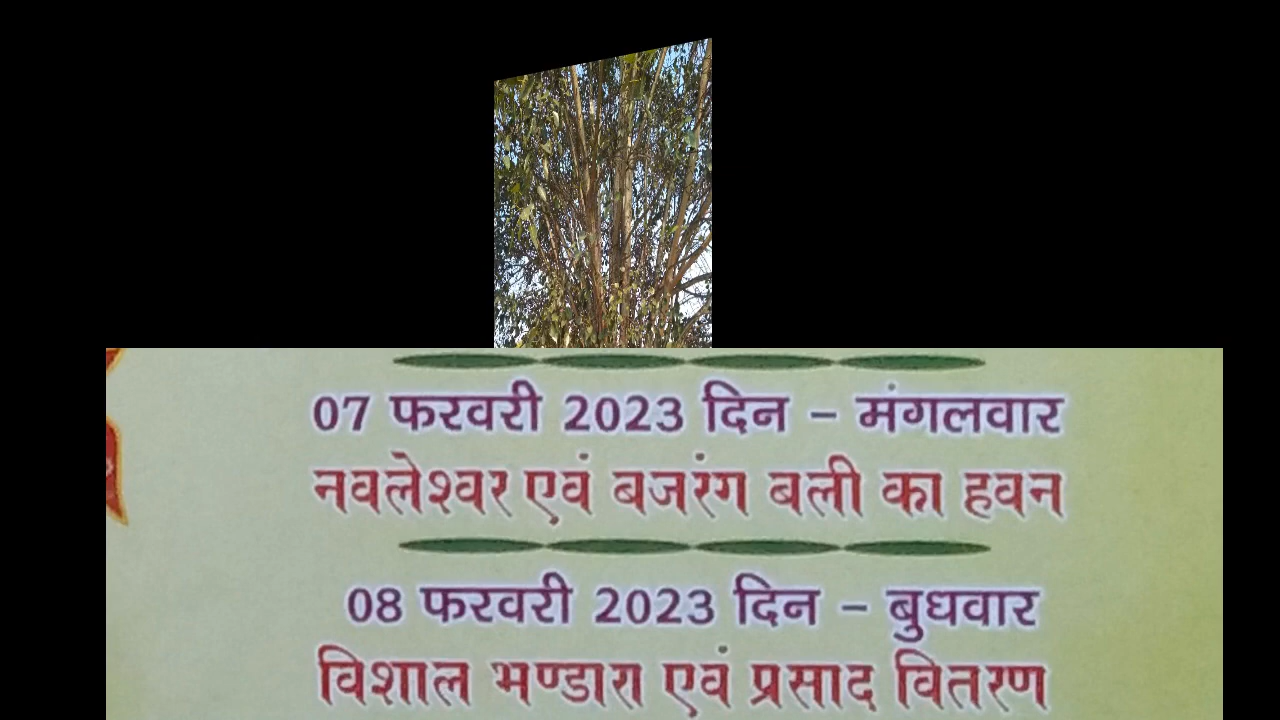 07 फरवरी 2023 दिन – मंगलवार
नवलेश्वर एवं बजरंग बली का हवन
08 फरवरी 2023 दिन – बुधवार
विशाल भण्डारा एवं प्रसाद वितरण